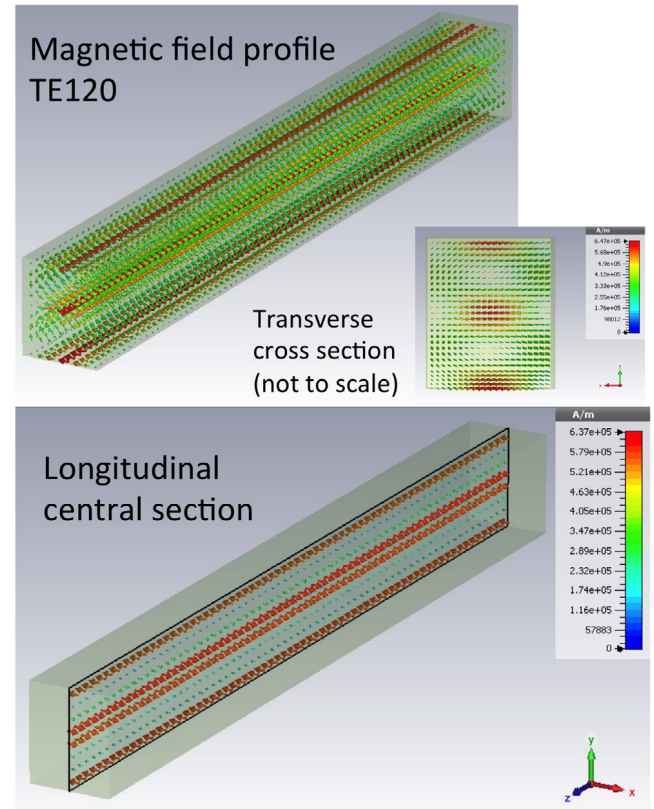 Magnetic field profile
TE120
A/m
6.47e+05
5.68e+05
4.9e+05
4.12e+05
3.33e+05
2.55e+05
1.76e+05
98012
0
Transverse
cross section
(not to scale)
Longitudinal
central section
A/m
6.37e+05
5.79e+05
5.21e+05
4.63e+05
4.05e+05
3.47e+05
2.89e+05
2.32e+05
1.74e+05
1.16e+05
57883
0
y
z
x